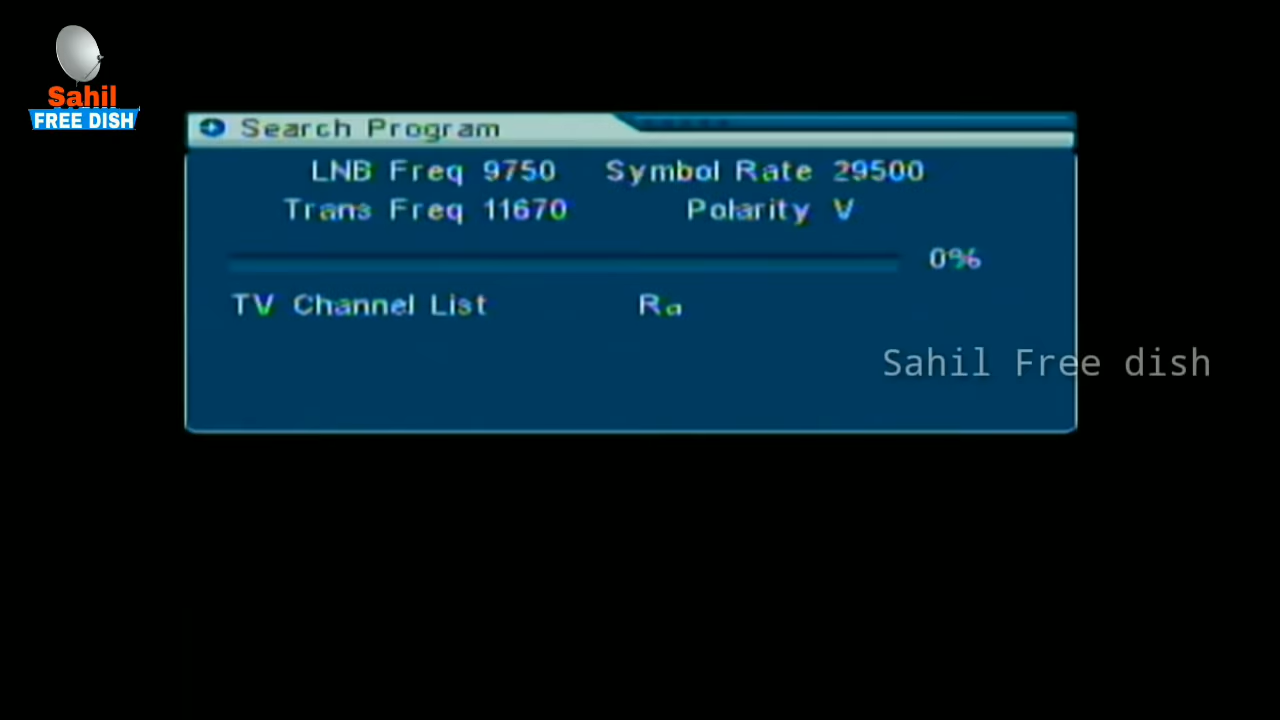 Sahil
FREE DISH
Search Program
LNB Freq 9750 Symbol Rate 29500
Trans Freq 11670 Polarity V
0%
TV Channel List Ra
Sahil Free dish